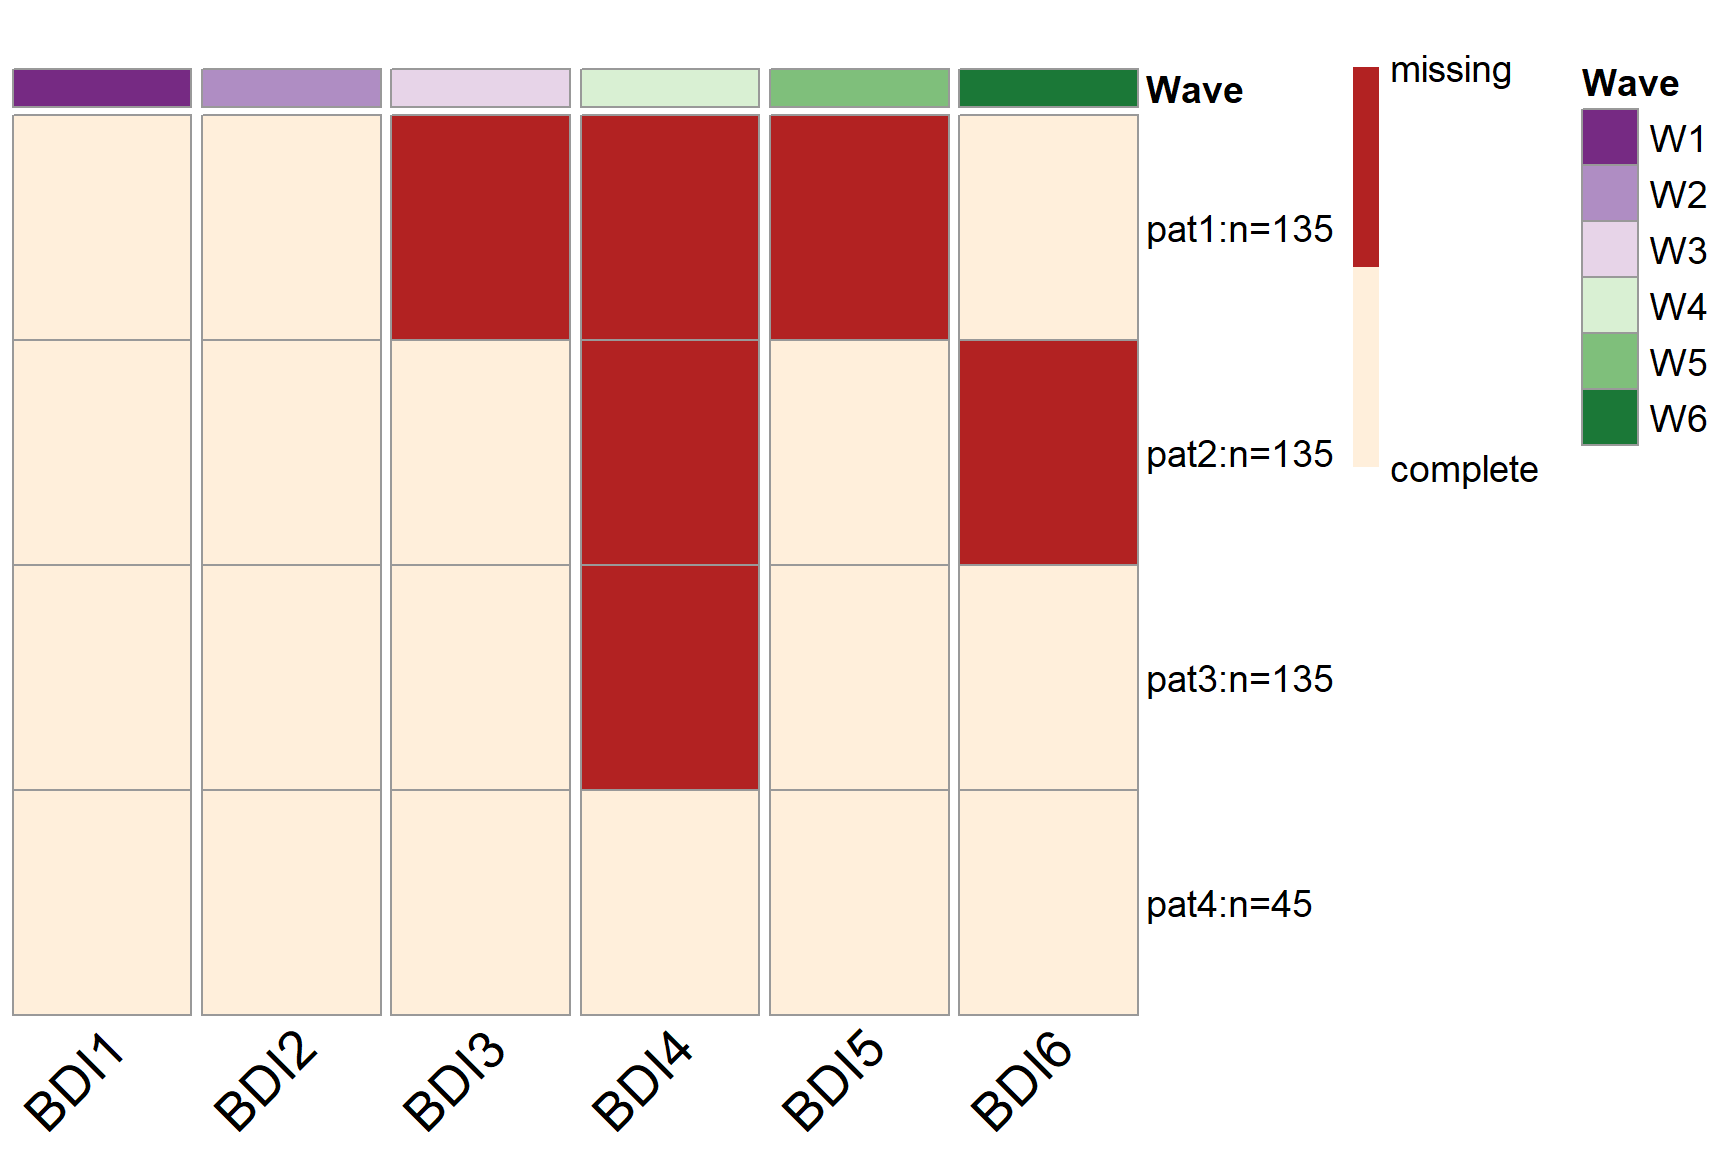 Wave
pat1:n=135
pat2:n=135
pat3:n=135
pat4:n=45
BDI1
BDI2
BDI3
BDI4
BDI5
BDI6
missing
complete
Wave
W1
W2
W3
W4
W5
W6